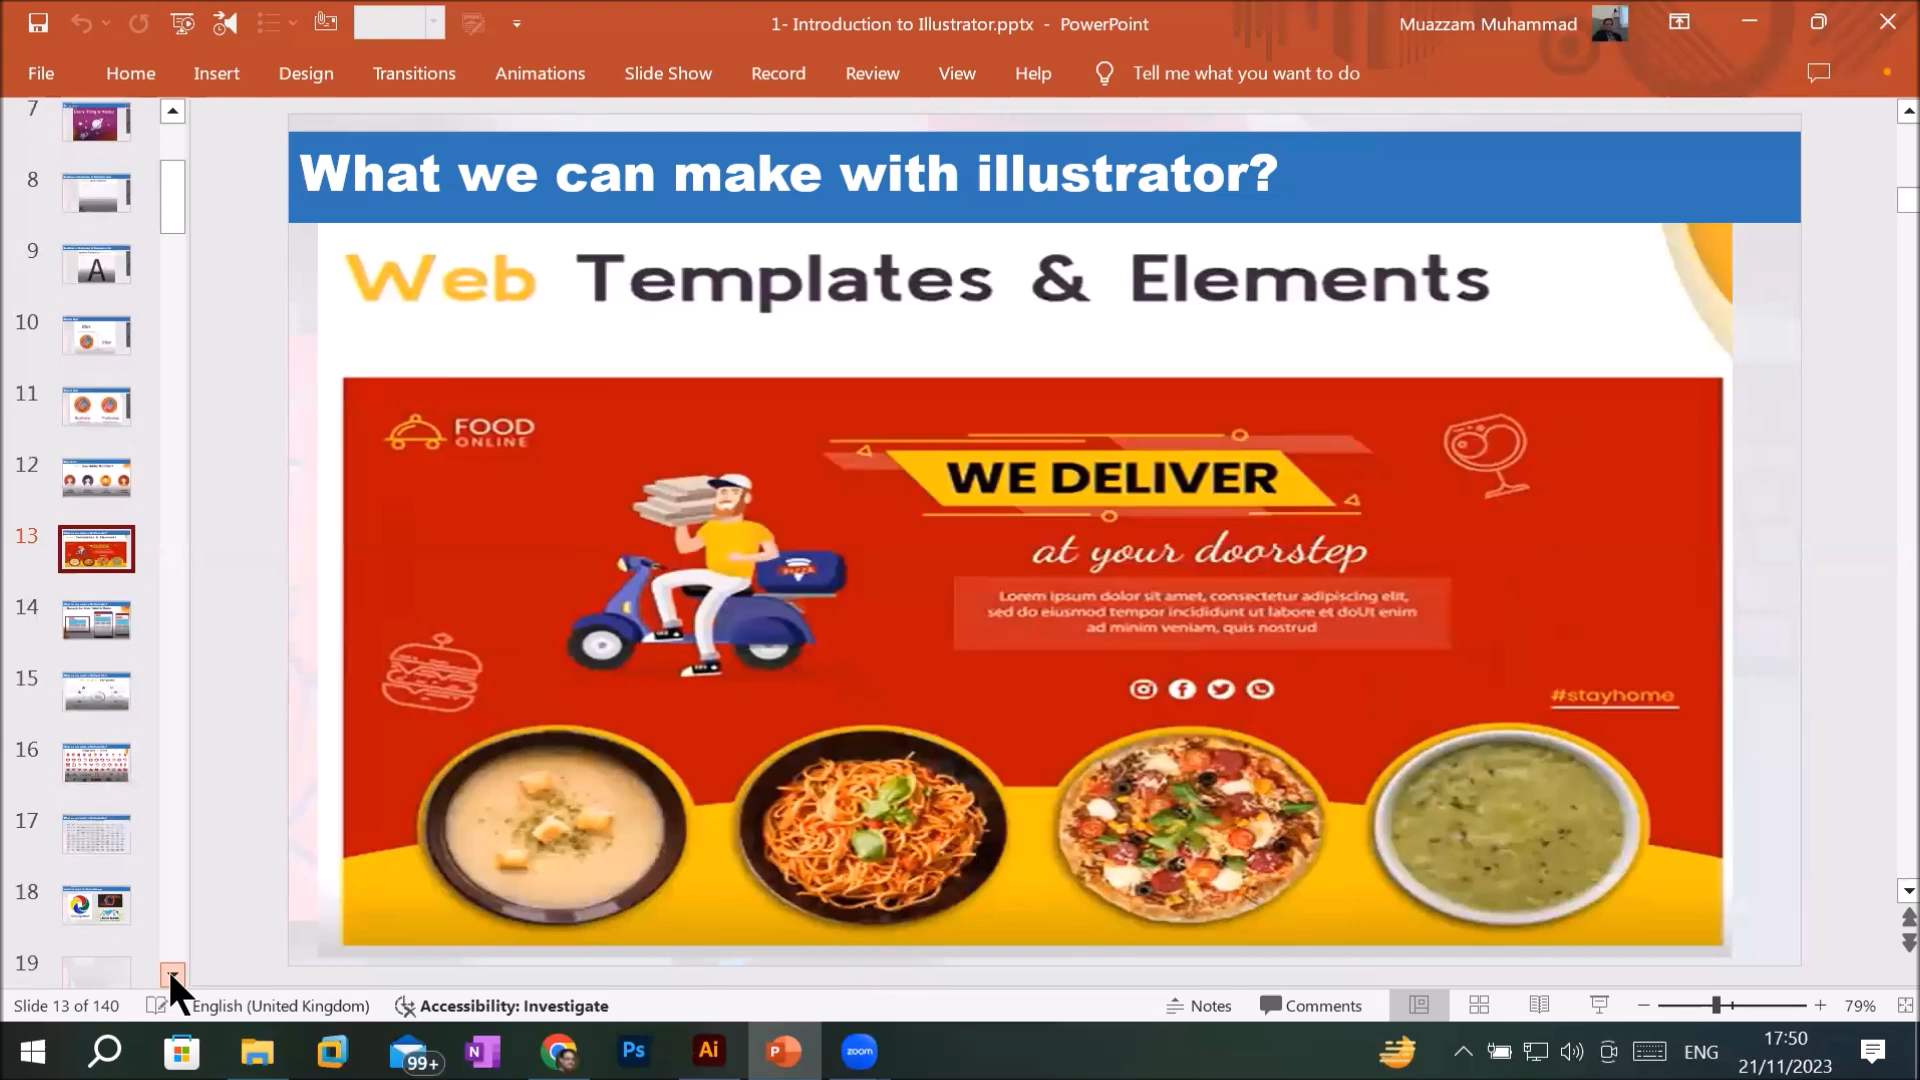 1- Introduction to Illustrator.pptx - PowerPoint
Muazzam Muhammad
File Home Insert Design Transitions Animations Slide Show Record Review View Help Tell me what you want to do
7
8
9
A
10
11
12
13
14
15
16
17
18
19
What we can make with illustrator?
Web Templates & Elements
FOOD
ONLINE
WE DELIVER
at your doorstep
PIZZA
Lorem ipsum dolor sit amet, consectetur adipiscing elit,
sed do eiusmod tempor incididunt ut labore et doUt enim
ad minim veniam, quis nostrud
#stayhome
Slide 13 of 140 English (United Kingdom) Accessibility: Investigate Notes Comments 79%
99+ N Ps Ai P zoom ENG
17:50
21/11/2023